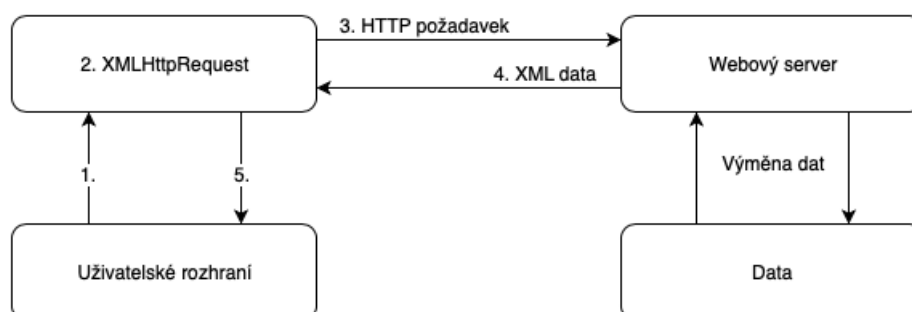 3. HTTP požadavek
2. XMLHttpRequest
Webový server
4. XML data
1.
5.
Výměna dat
Uživatelské rozhraní
Data